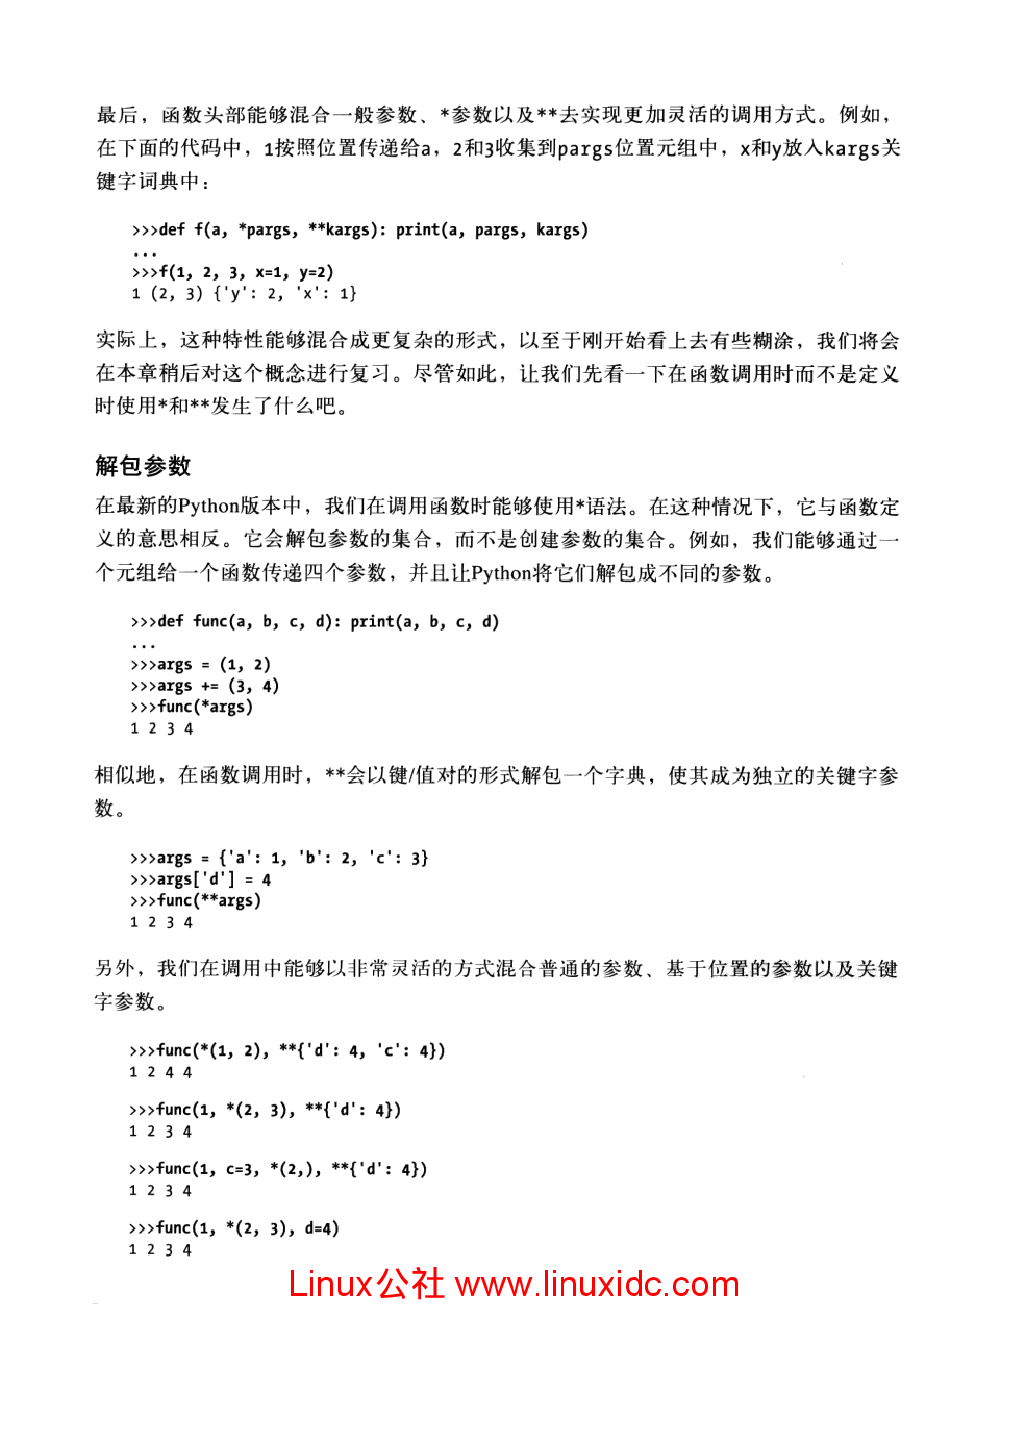 最后，函数头部能够混合一般参数、*参数以及**去实现更加灵活的调用方式。例如，
在下面的代码中，1按照位置传递给a，2和3收集到pargs位置元组中，x和y放入kargs关
键字词典中：
>>>def f(a, *pargs, **kargs): print(a, pargs, kargs)
...
>>>f(1, 2, 3, x=1, y=2)
1 (2, 3) {'y': 2, 'x': 1}
实际上，这种特性能够混合成更复杂的形式，以至于刚开始看上去有些糊涂，我们将会
在本章稍后对这个概念进行复习。尽管如此，让我们先看一下在函数调用时而不是定义
时使用*和**发生了什么吧。
解包参数
在最新的Python版本中，我们在调用函数时能够使用*语法。在这种情况下，它与函数定
义的意思相反。它会解包参数的集合，而不是创建参数的集合。例如，我们能够通过一
个元组给一个函数传递四个参数，并且让Python将它们解包成不同的参数。
>>>def func(a, b, c, d): print(a, b, c, d)
...
>>>args = (1, 2)
>>>args += (3, 4)
>>>func(*args)
1 2 3 4
相似地，在函数调用时，**会以键/值对的形式解包一个字典，使其成为独立的关键字参
数。
>>>args = {'a': 1, 'b': 2, 'c': 3}
>>>args['d'] = 4
>>>func(**args)
1 2 3 4
另外，我们在调用中能够以非常灵活的方式混合普通的参数、基于位置的参数以及关键
字参数。
>>>func(*(1, 2), **{'d': 4, 'c': 4})
1 2 4 4
>>>func(1, *(2, 3), **{'d': 4})
1 2 3 4
>>>func(1, c=3, *(2,), **{'d': 4})
1 2 3 4
>>>func(1, *(2, 3), d=4)
1 2 3 4
Linux公社 www.linuxidc.com